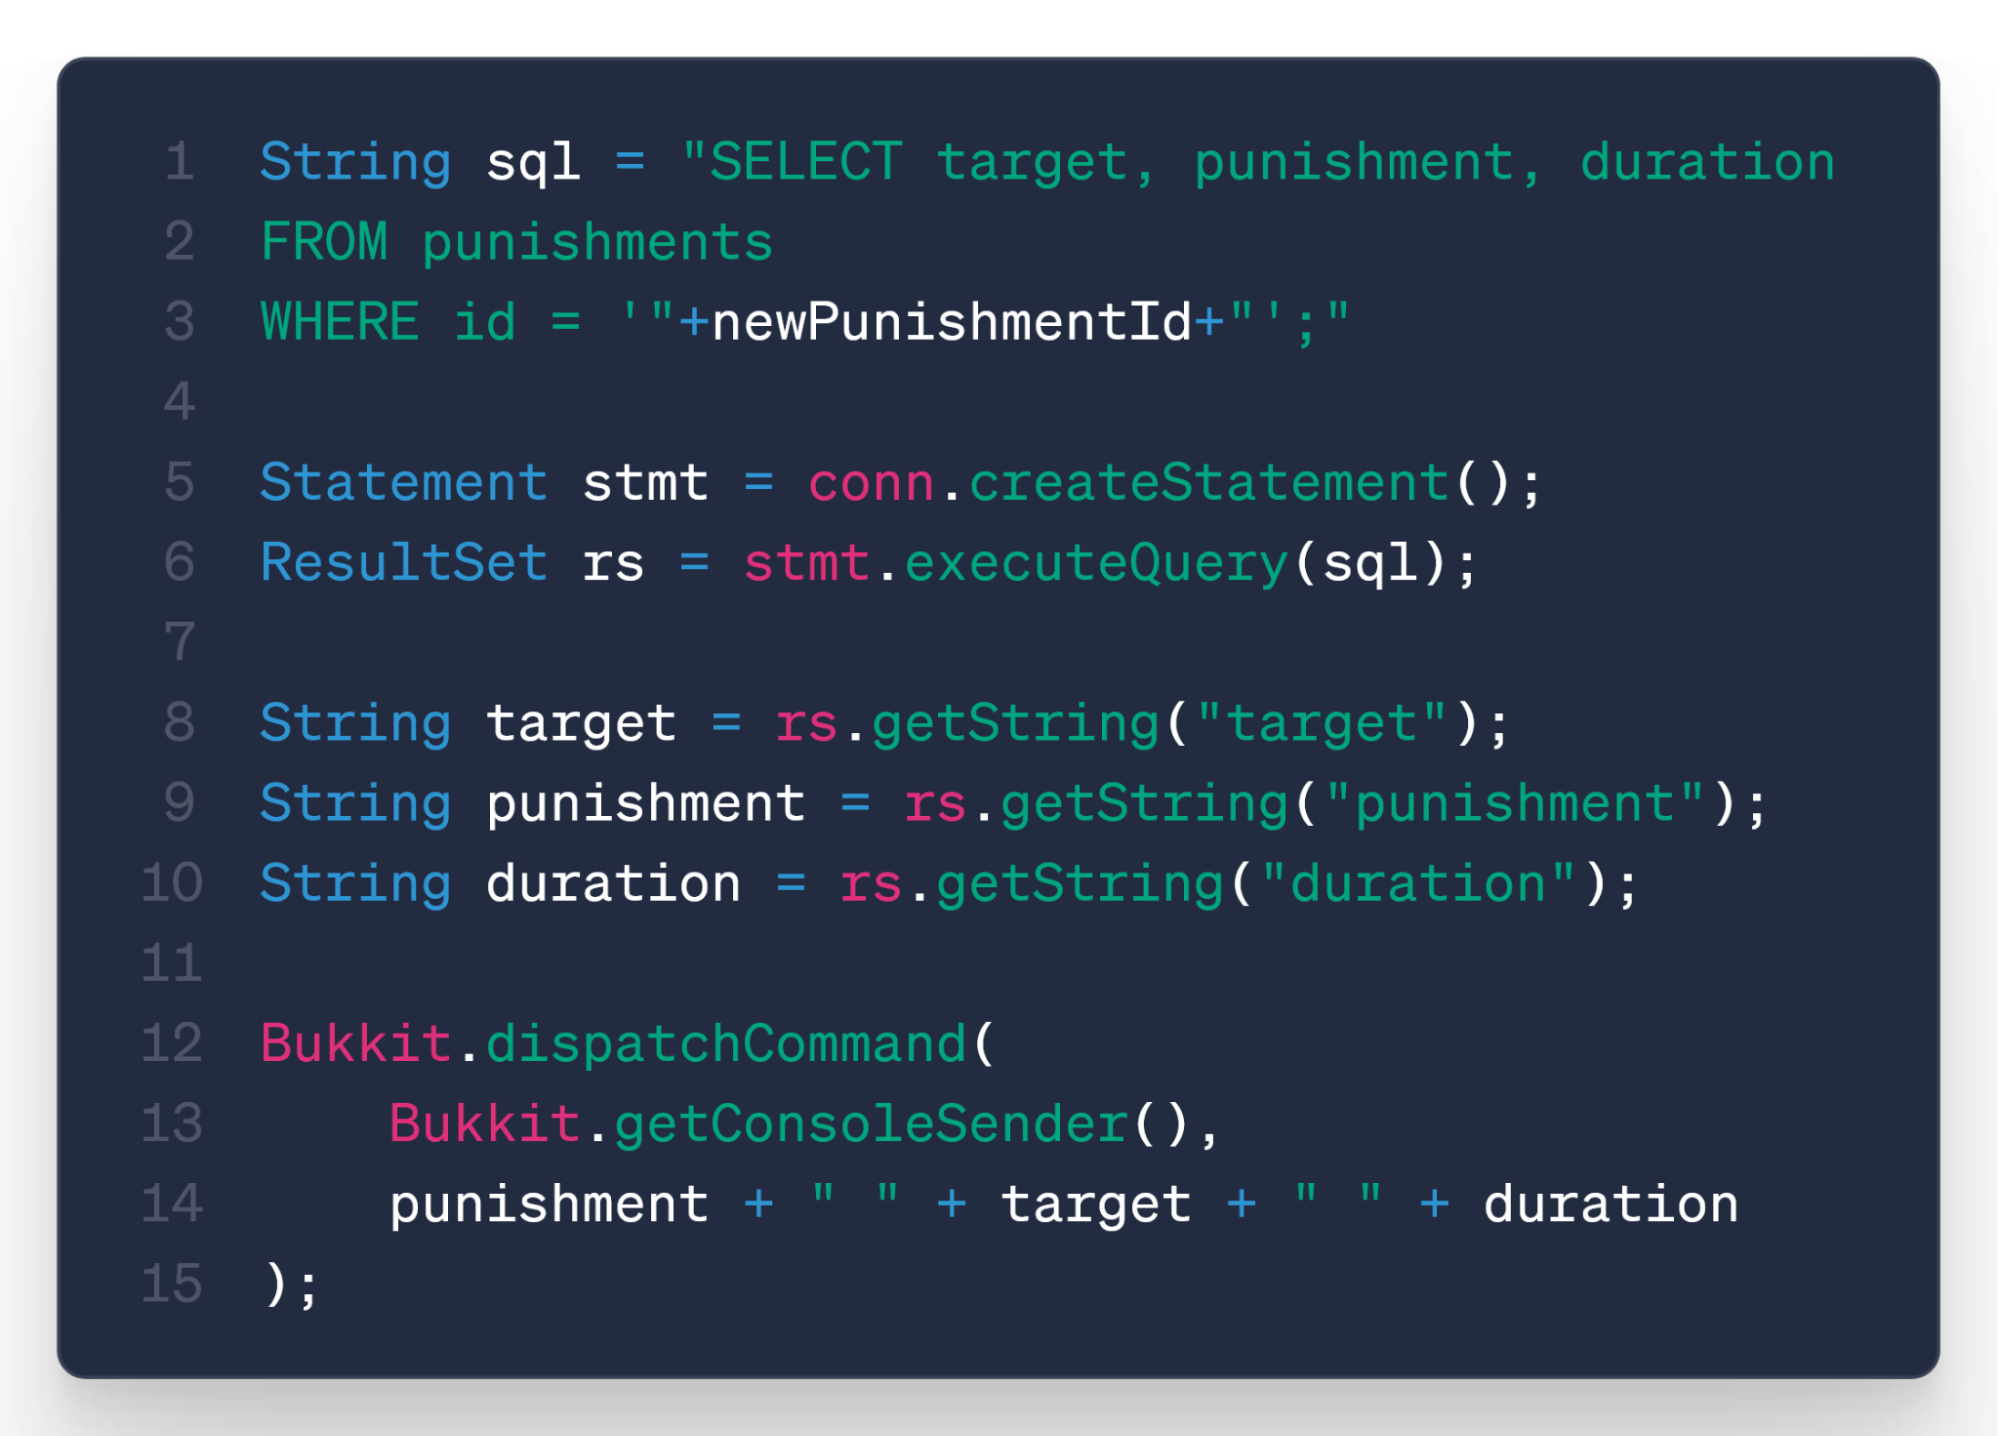 1 String sql = "SELECT target, punishment, duration
2 FROM punishments
3 WHERE id = '"+newPunishmentId+"';"
4
5 Statement stmt = conn.createStatement();
6 ResultSet rs = stmt.executeQuery(sql);
7
8 String target = rs.getString("target");
9 String punishment = rs.getString("punishment");
10 String duration = rs.getString("duration");
11
12 Bukkit.dispatchCommand(
13     Bukkit.getConsoleSender(),
14     punishment + " " + target + " " + duration
15 );